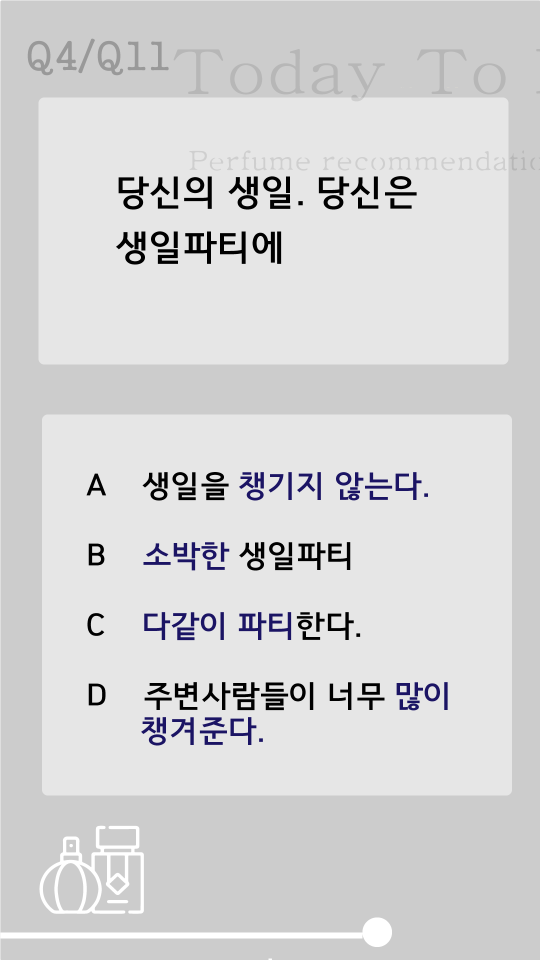 Q4/Q11
Today To
Perfume recommendatio
당신의 생일. 당신은
생일파티에
A 생일을 챙기지 않는다.
B 소박한 생일파티
C 다같이 파티한다.
D 주변사람들이 너무 많이
챙겨준다.